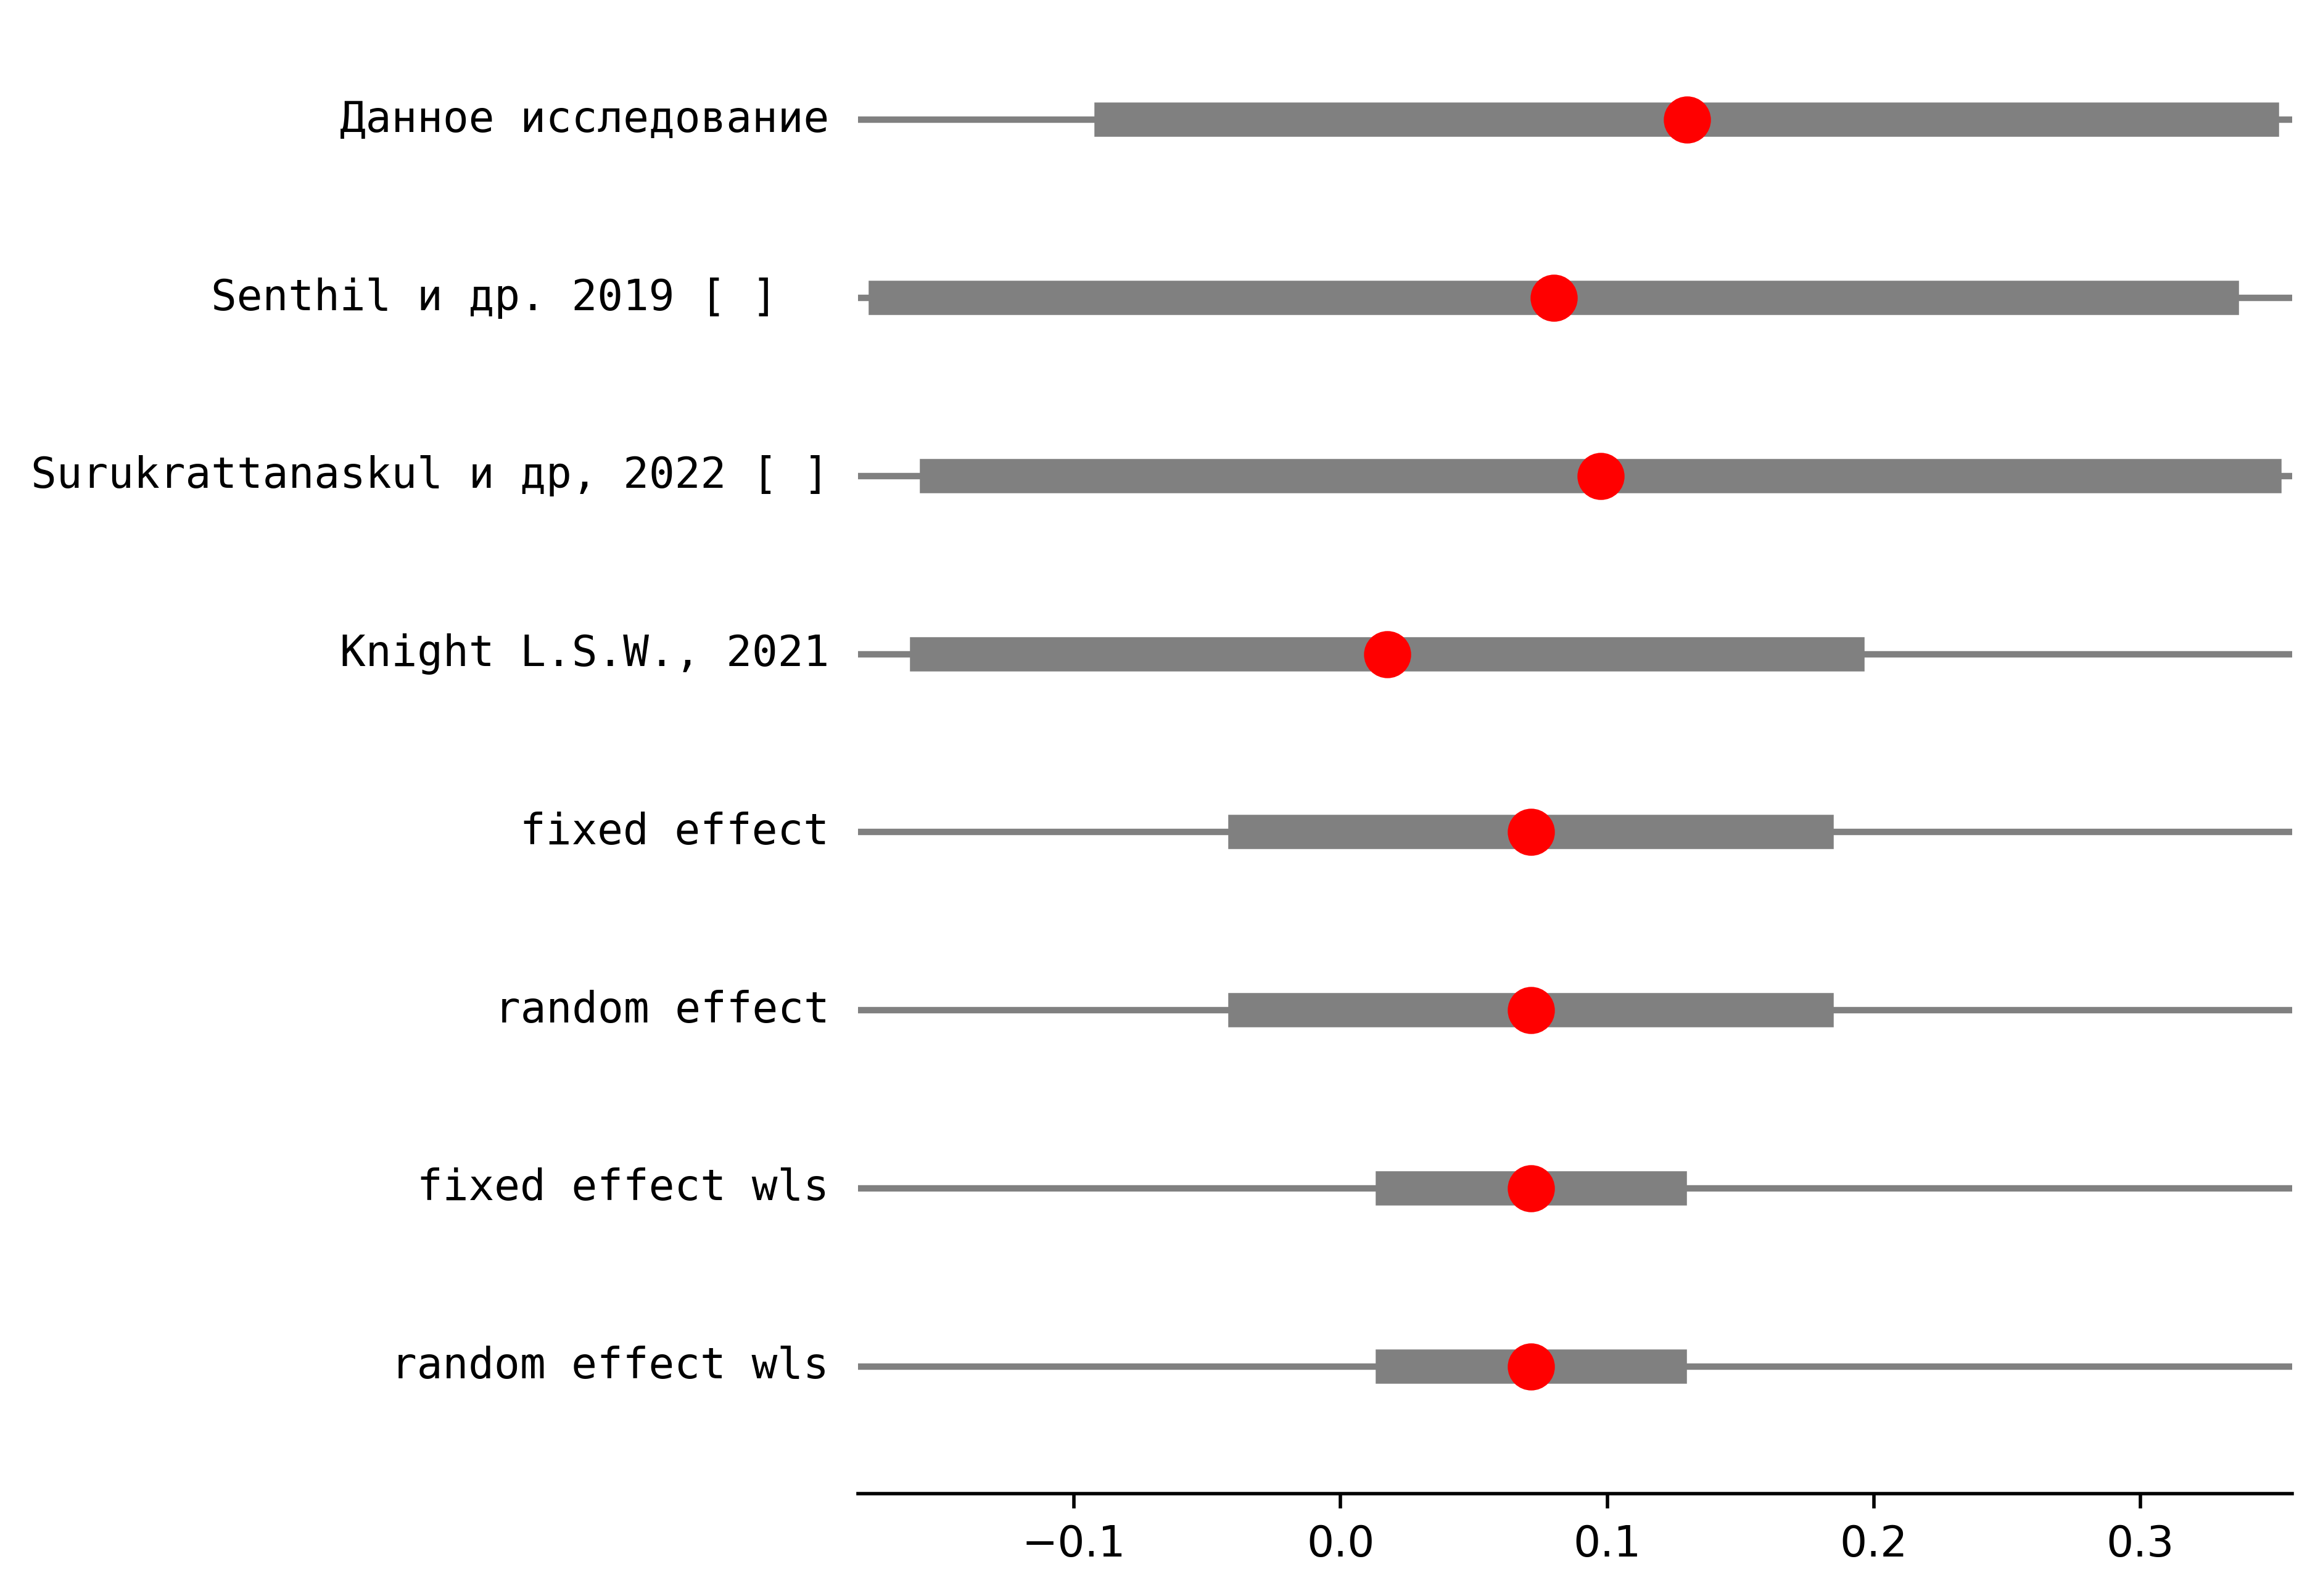 Данное исследование
Senthil и др. 2019 [ ]
Surukrattanaskul и др, 2022 [ ]
Knight L.S.W., 2021
fixed effect
random effect
fixed effect wls
random effect wls
−0.1 0.0 0.1 0.2 0.3